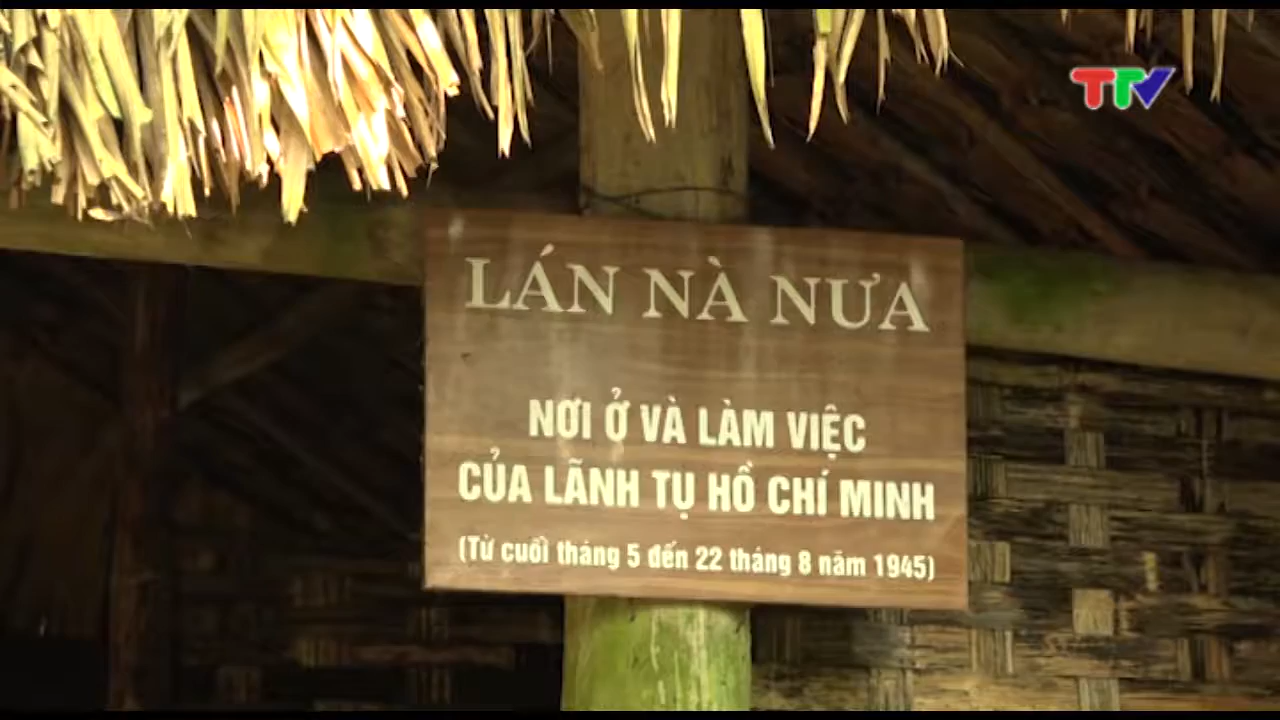 TTV
LÁN NÀ NƯA
NƠI Ở VÀ LÀM VIỆC
CỦA LÃNH TỤ HỒ CHÍ MINH
(Từ cuối tháng 5 đến 22 tháng 8 năm 1945)